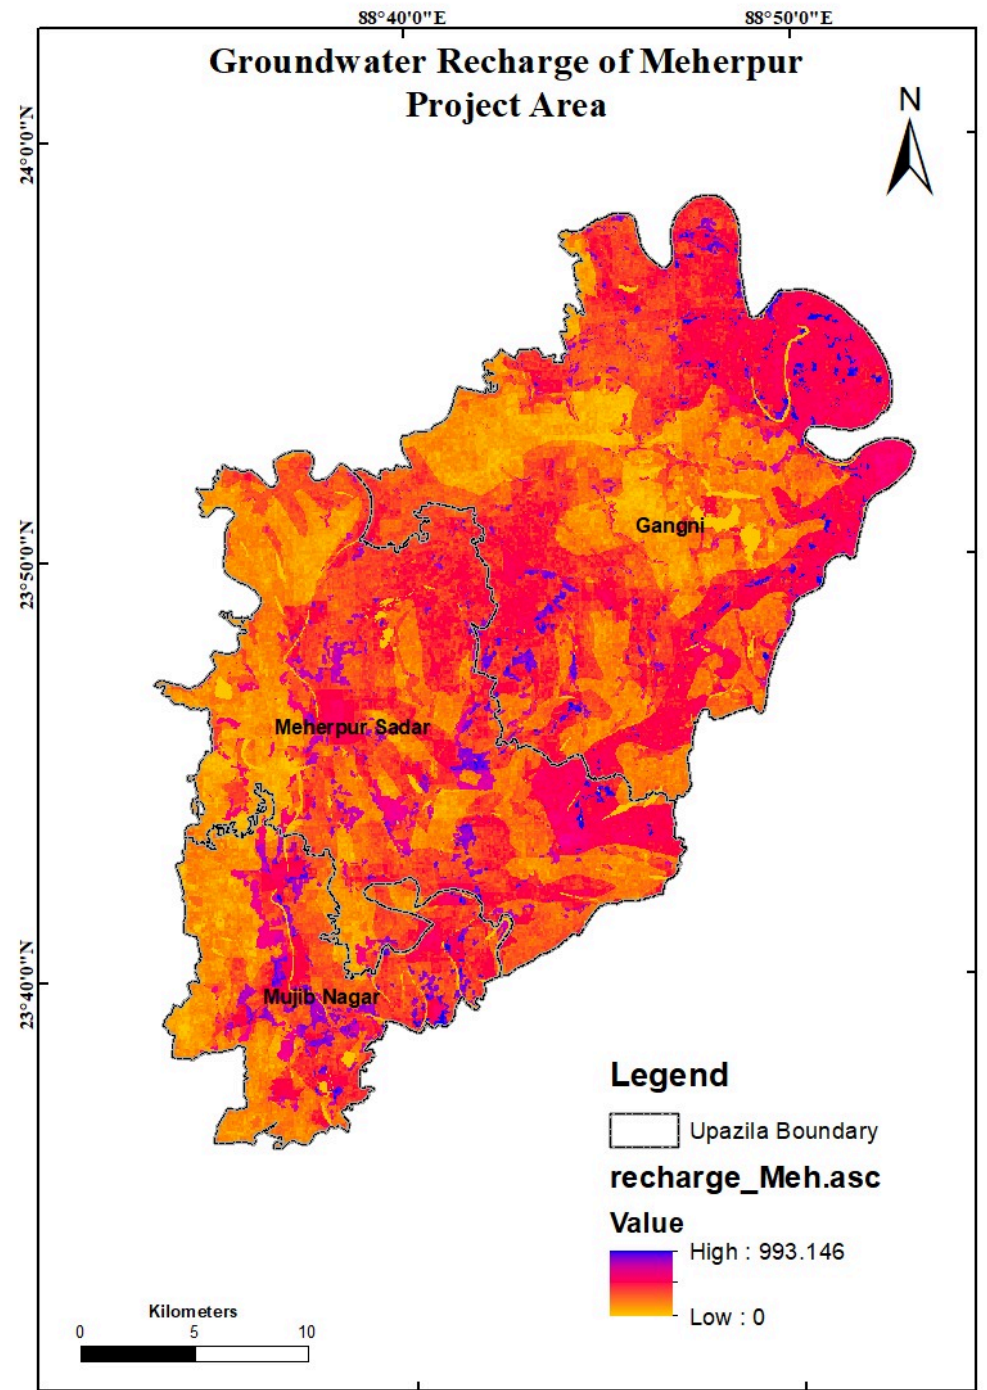 88°40'0"E 88°50'0"E
Groundwater Recharge of Meherpur
Project Area
N
24°0'0"N
Gangni
23°50'0"N
Meherpur Sadar
23°40'0"N
Mujib Nagar
Legend
Upazila Boundary
recharge_Meh.asc
Value
High : 993.146
Low : 0
Kilometers
0 5 10